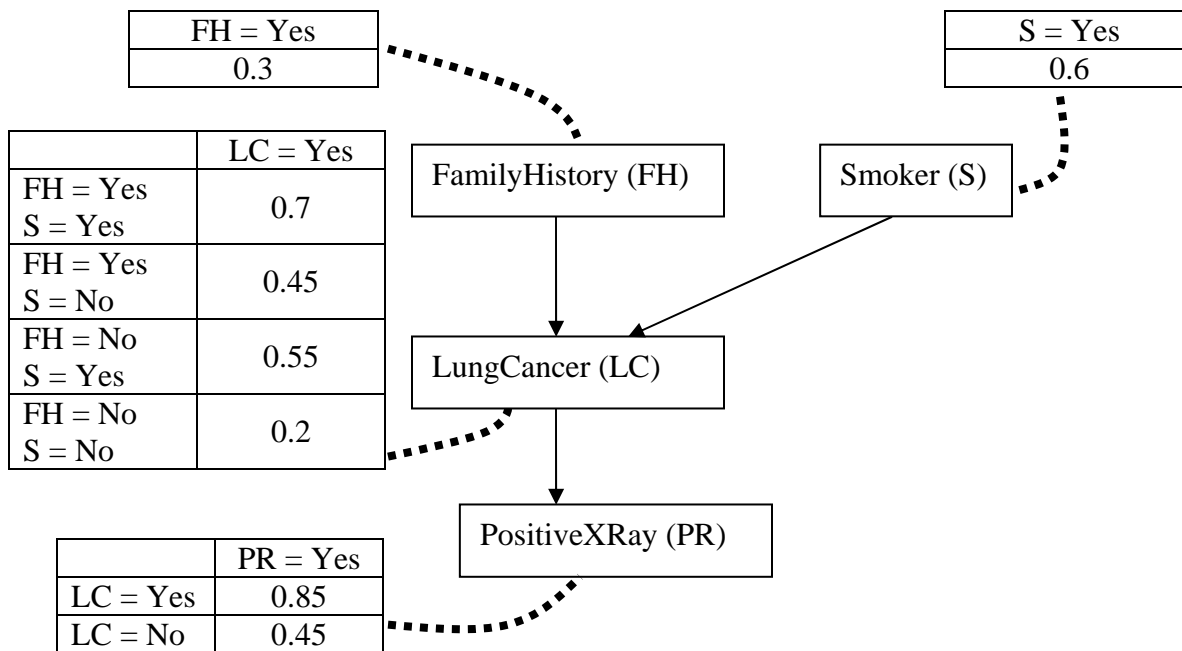 FH = Yes
0.3
S = Yes
0.6
LC = Yes
FH = Yes
S = Yes
0.7
FH = Yes
S = No
0.45
FH = No
S = Yes
0.55
FH = No
S = No
0.2
FamilyHistory (FH)
Smoker (S)
LungCancer (LC)
PositiveXRay (PR)
PR = Yes
LC = Yes 0.85
LC = No 0.45